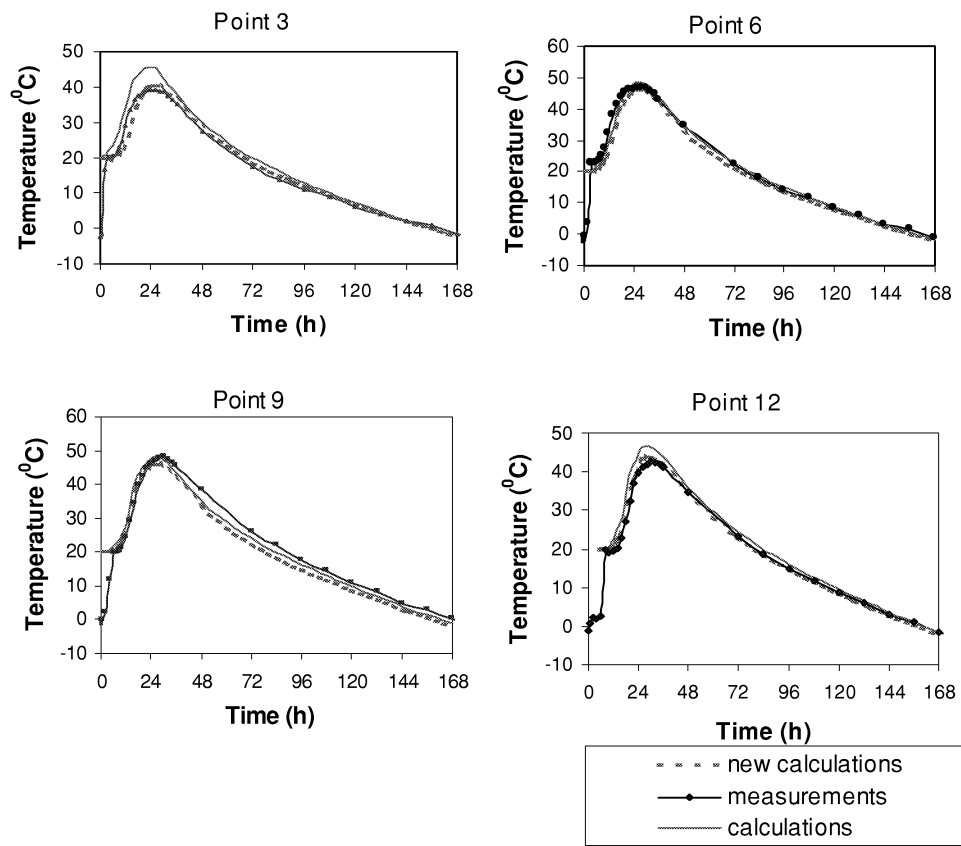 Point 3
50
40
30
20
10
0
-10
Temperature (⁰C)
0 24 48 72 96 120 144 168
Time (h)
Point 6
60
50
40
30
20
10
0
-10
Temperature (⁰C)
0 24 48 72 96 120 144 168
Time (h)
Point 9
60
50
40
30
20
10
0
-10
Temperature (⁰C)
0 24 48 72 96 120 144 168
Time (h)
Point 12
50
40
30
20
10
0
-10
Temperature (⁰C)
0 24 48 72 96 120 144 168
Time (h)
new calculations
measurements
calculations